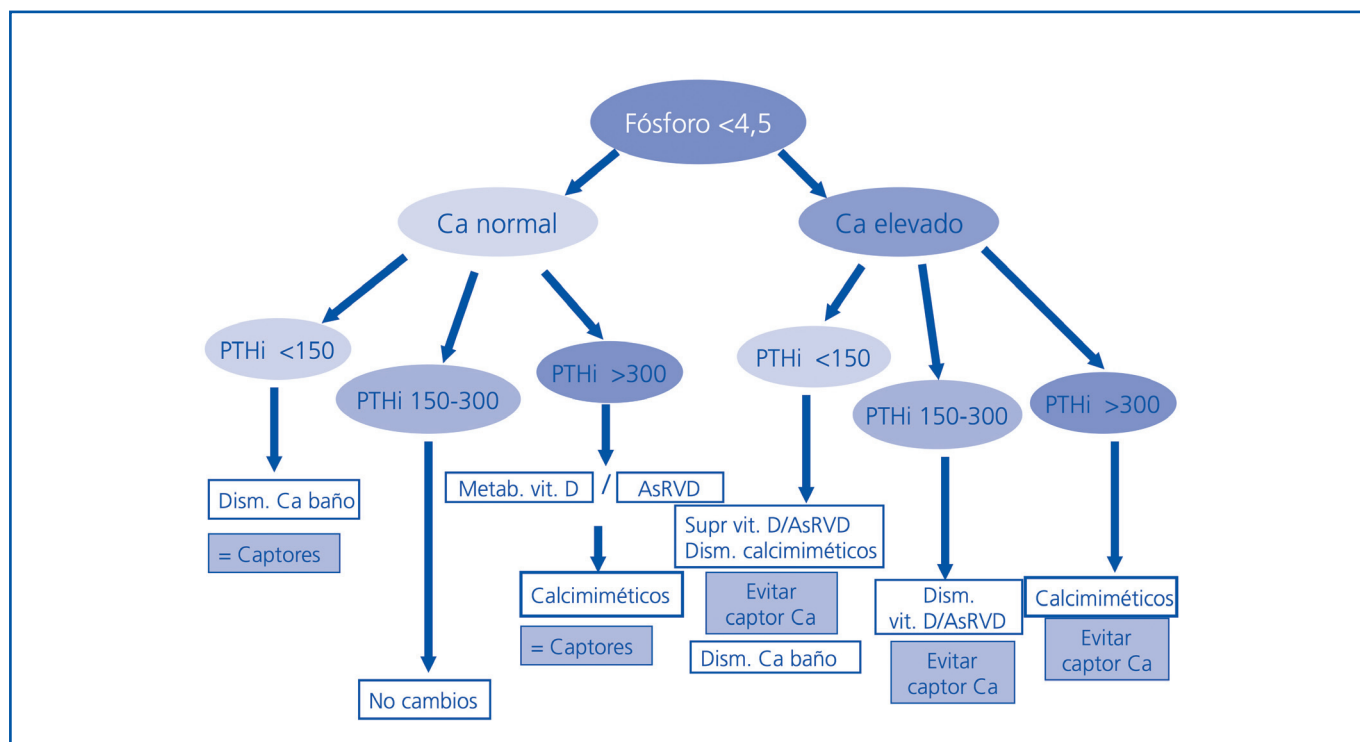 Fósforo <4,5
Ca normal
Ca elevado
PTHi <150
PTHi 150-300
PTHi >300
PTHi <150
PTHi 150-300
PTHi >300
Dism. Ca baño
= Captores
No cambios
Metab. vit. D / AsRVD
Calcimiméticos
= Captores
Supr vit. D/AsRVD
Dism. calcimiméticos
Evitar
captor Ca
Dism. Ca baño
Dism.
vit. D/AsRVD
Evitar
captor Ca
Calcimiméticos
Evitar
captor Ca